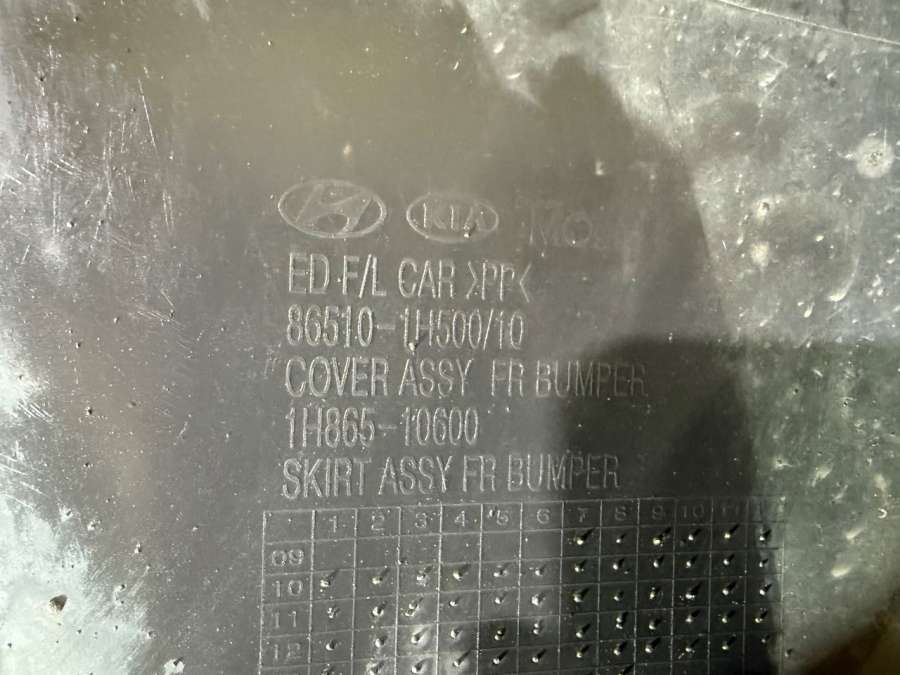 KIA MO
ED F/L CAR >PP<
86510-1H500/10
COVER ASSY FR BUMPER
1H865-10600
SKIRT ASSY FR BUMPER
1 2 3 4 5 6 7 8 9 10 11
09
10
11
12